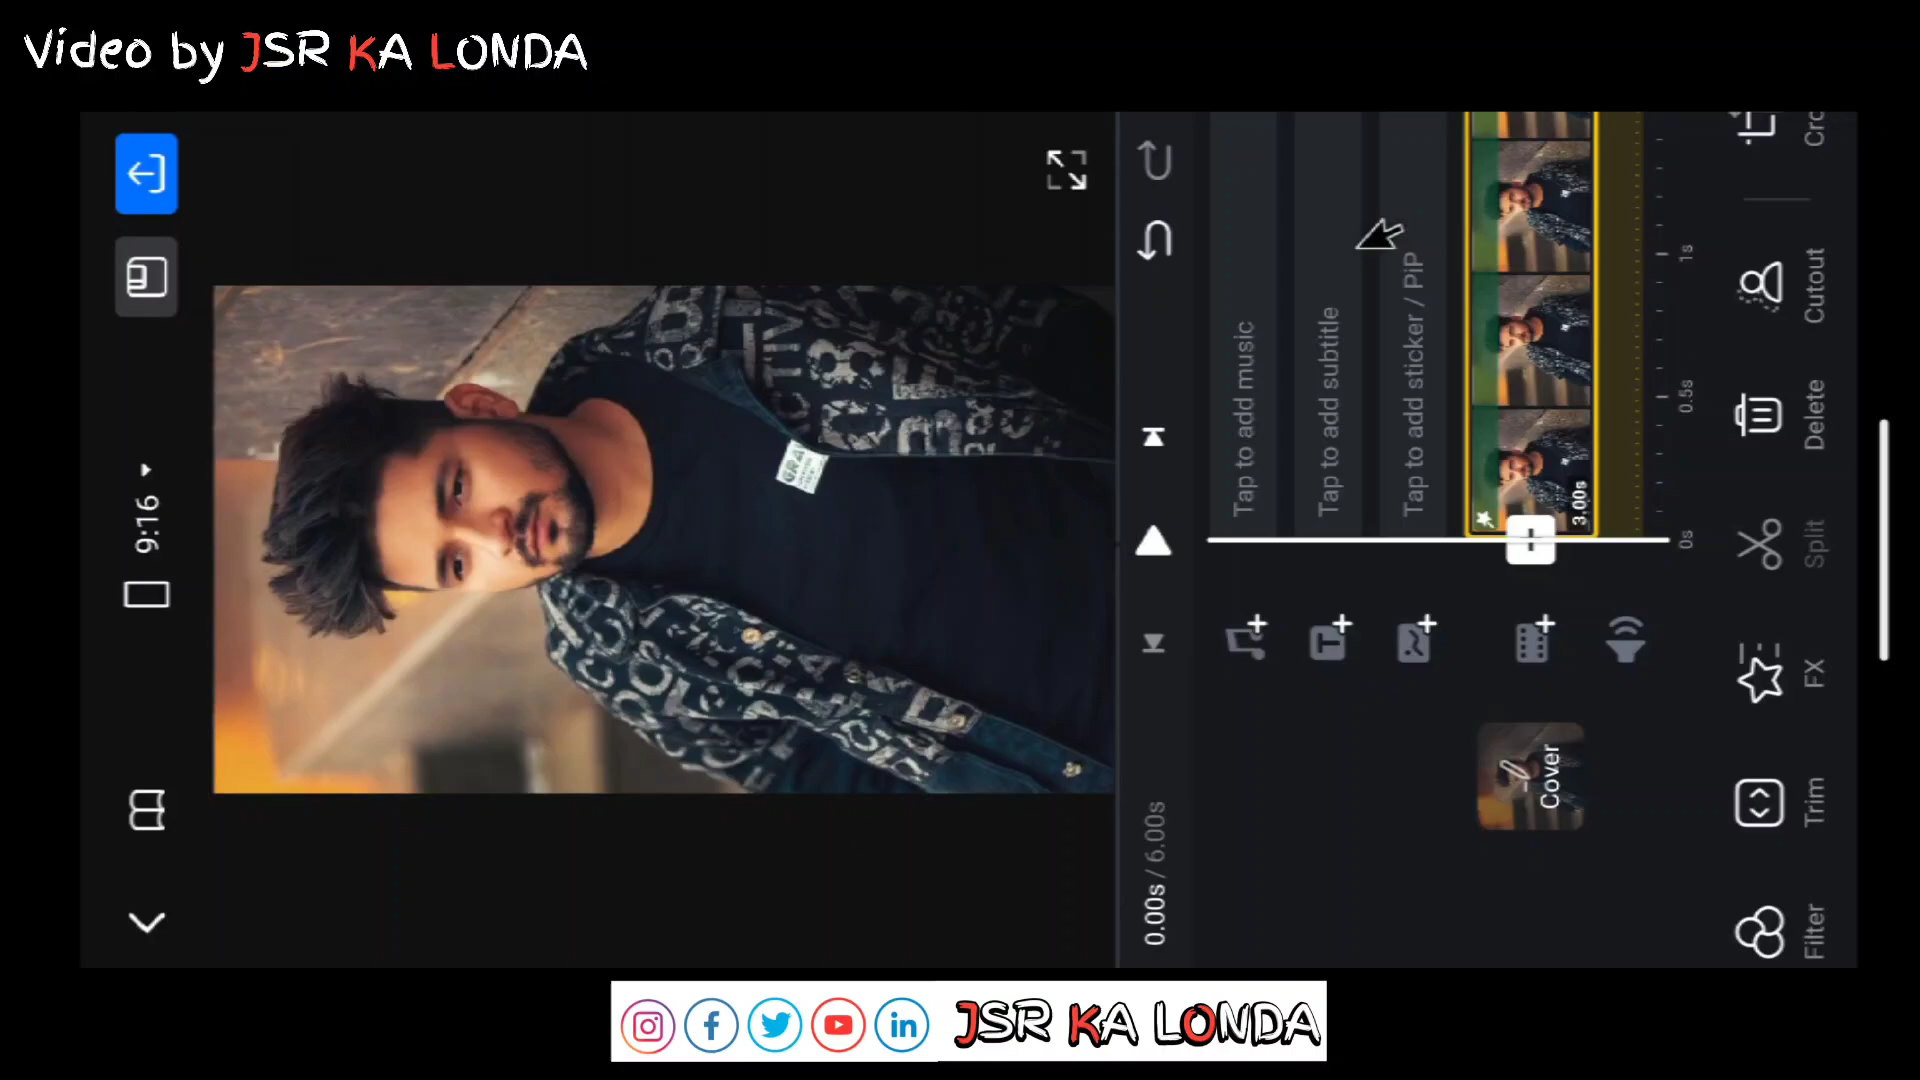 Video by JSR KA LONDA
9:16
GRA
0.00s / 6.00s
Tap to add music
Tap to add subtitle
Tap to add sticker / PiP
3.00s
0s
0.5s
1s
Cover
Filter
Trim
FX
Split
Delete
Cutout
Cro
JSR KA LONDA